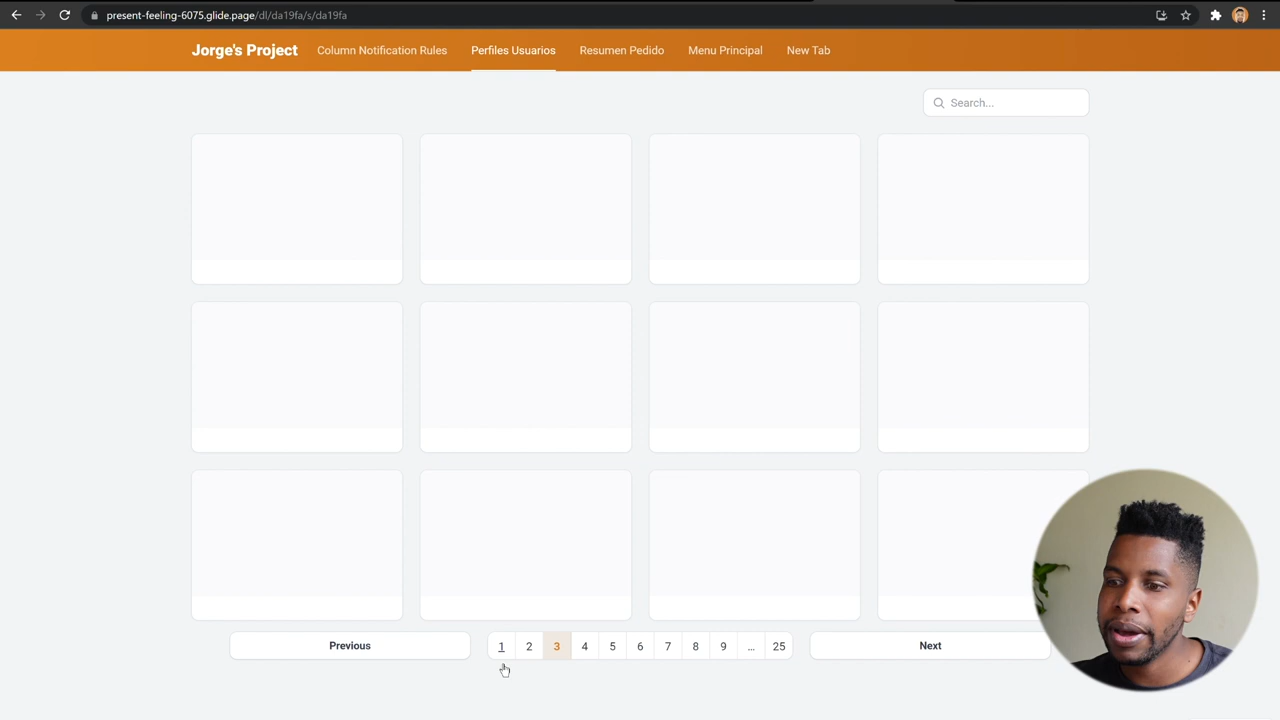 present-feeling-6075.glide.page/dl/da19fa/s/da19fa
Jorge's Project Column Notification Rules Perfiles Usuarios Resumen Pedido Menu Principal New Tab
Search...
Previous 1 2 3 4 5 6 7 8 9 ... 25 Next